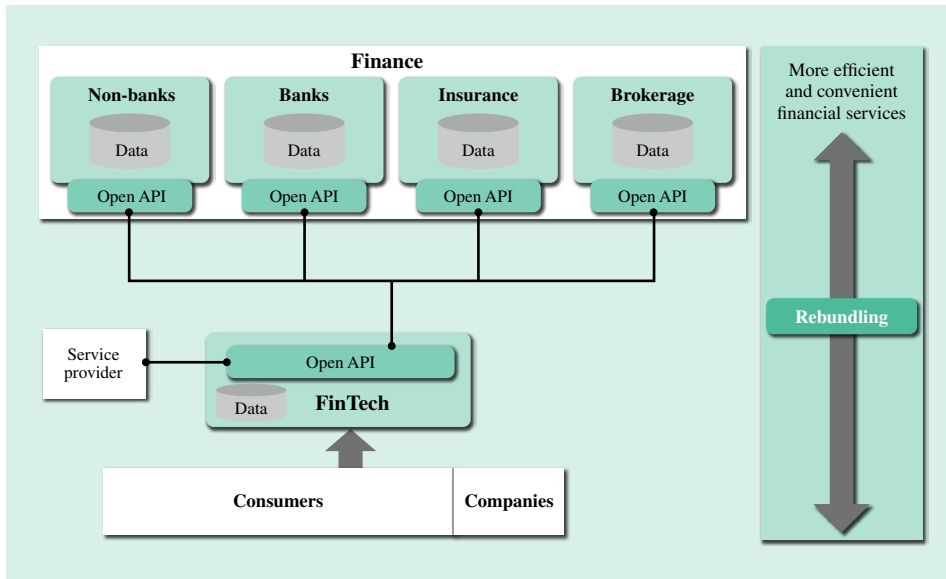 Finance
Non-banks
Data
Open API
Banks
Data
Open API
Insurance
Data
Open API
Brokerage
Data
Open API
Service
provider
Open API
Data
FinTech
Consumers
Companies
More efficient
and convenient
financial services
Rebundling